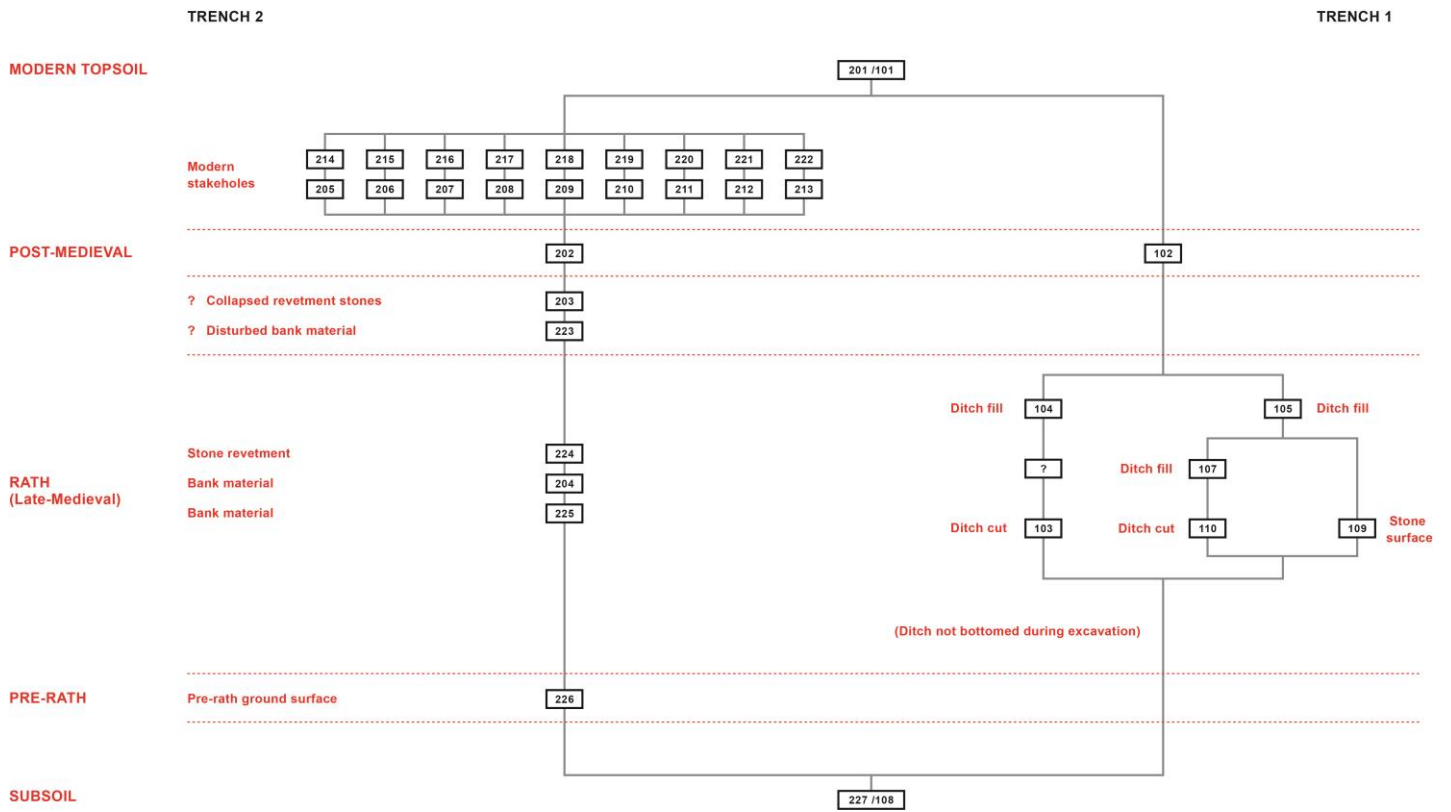 TRENCH 2
TRENCH 1
MODERN TOPSOIL
201 /101
214 215 216 217 218 219 220 221 222
Modern
stakeholes
205 206 207 208 209 210 211 212 213
POST-MEDIEVAL
202
102
? Collapsed revetment stones
203
? Disturbed bank material
223
Ditch fill
104
105
Ditch fill
Stone revetment
224
?
Ditch fill
107
RATH
(Late-Medieval)
Bank material
204
Bank material
225
Ditch cut
103
Ditch cut
110
109
Stone
surface
(Ditch not bottomed during excavation)
PRE-RATH
Pre-rath ground surface
226
SUBSOIL
227 /108